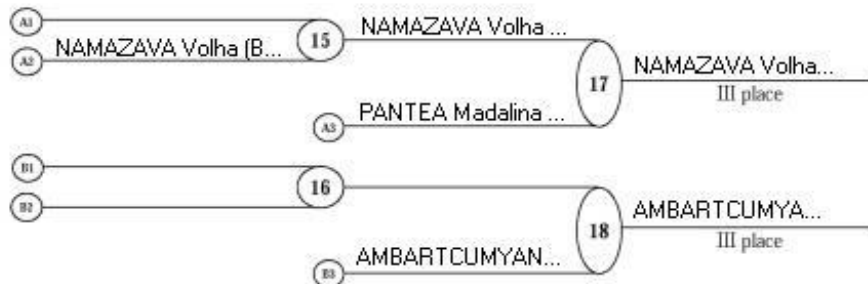 A1
NAMAZAVA Volha ...
15
A2
NAMAZAVA Volha (B...
NAMAZAVA Volha...
17
III place
A3
PANTEA Madalina ...
B1
16
B2
AMBARTCUMYA...
18
III place
B3
AMBARTCUMYAN...